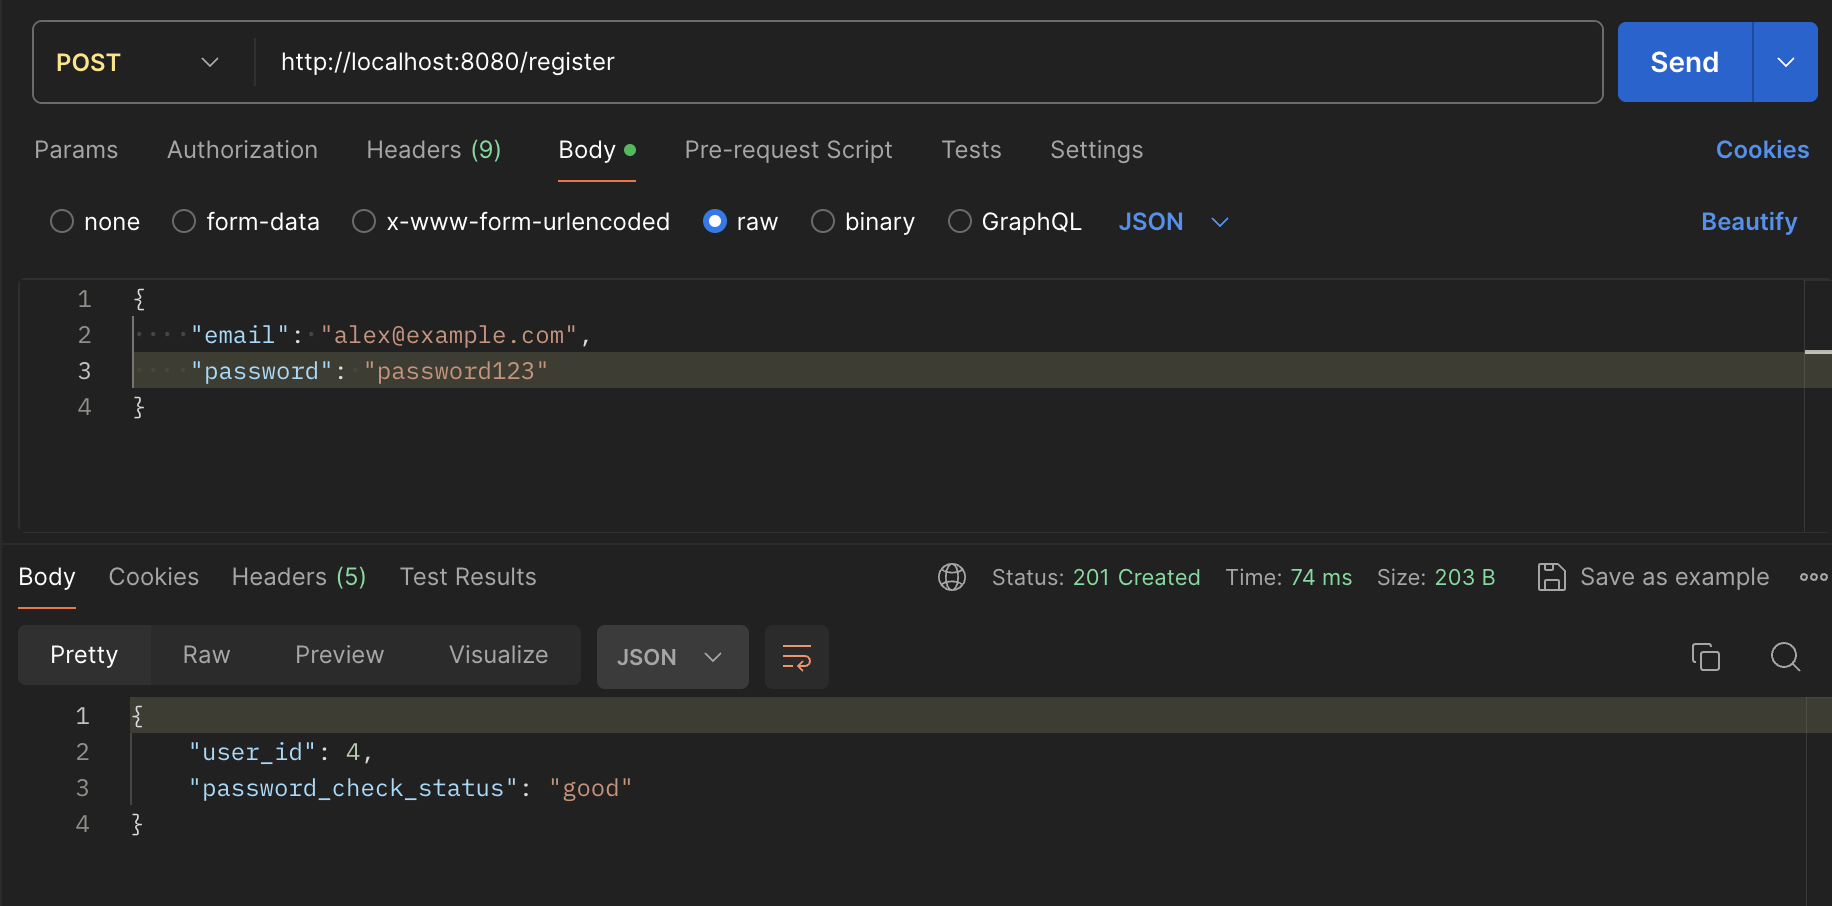 POST http://localhost:8080/register Send
Params Authorization Headers (9) Body Pre-request Script Tests Settings Cookies
none form-data x-www-form-urlencoded raw binary GraphQL JSON Beautify
1 {
2 ····"email":·"alex@example.com",
3 ····"password":·"password123"
4 }
Body Cookies Headers (5) Test Results Status: 201 Created Time: 74 ms Size: 203 B Save as example
Pretty Raw Preview Visualize JSON
1 {
2 "user_id": 4,
3 "password_check_status": "good"
4 }